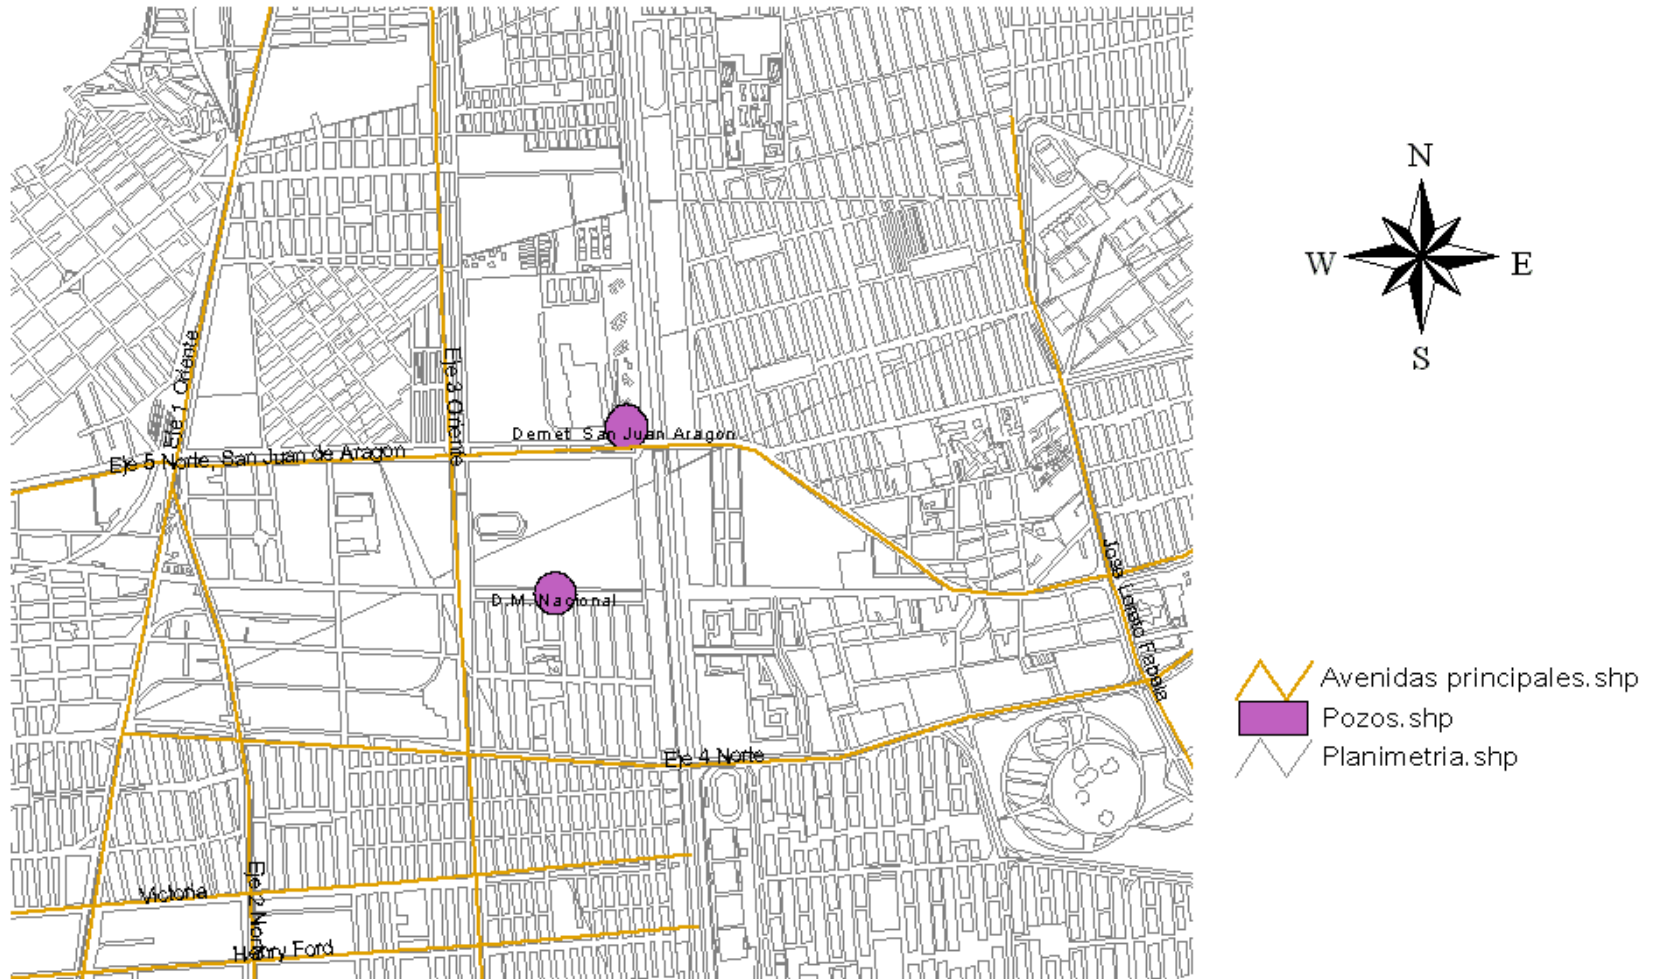 N
W
E
S
Eje 1 Oriente
Eje 3 Oriente
Demet San Juan Aragon
Eje 5 Norte, San Juan de Aragon
D.M. Nacional
Jose Loreto Fabela
Avenidas principales.shp
Pozos.shp
Planimetria.shp
Eje 4 Norte
Victoria
Eje 2 Norte
Henry Ford